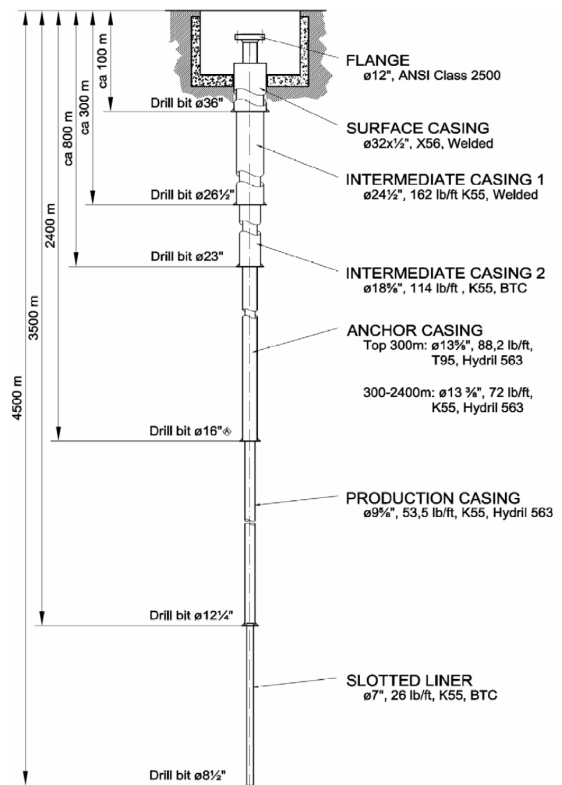 ca 100 m
ca 300 m
ca 800 m
2400 m
3500 m
4500 m
FLANGE
ø12", ANSI Class 2500
Drill bit ø36"
SURFACE CASING
ø32x½", X56, Welded
INTERMEDIATE CASING 1
ø24½", 162 lb/ft K55, Welded
Drill bit ø26½"
Drill bit ø23"
INTERMEDIATE CASING 2
ø18⅝", 114 lb/ft , K55, BTC
ANCHOR CASING
Top 300m: ø13⅝", 88,2 lb/ft,
T95, Hydril 563
300-2400m: ø13 ⅜", 72 lb/ft,
K55, Hydril 563
Drill bit ø16"
PRODUCTION CASING
ø9⅝", 53,5 lb/ft, K55, Hydril 563
Drill bit ø12¼"
SLOTTED LINER
ø7", 26 lb/ft, K55, BTC
Drill bit ø8½"